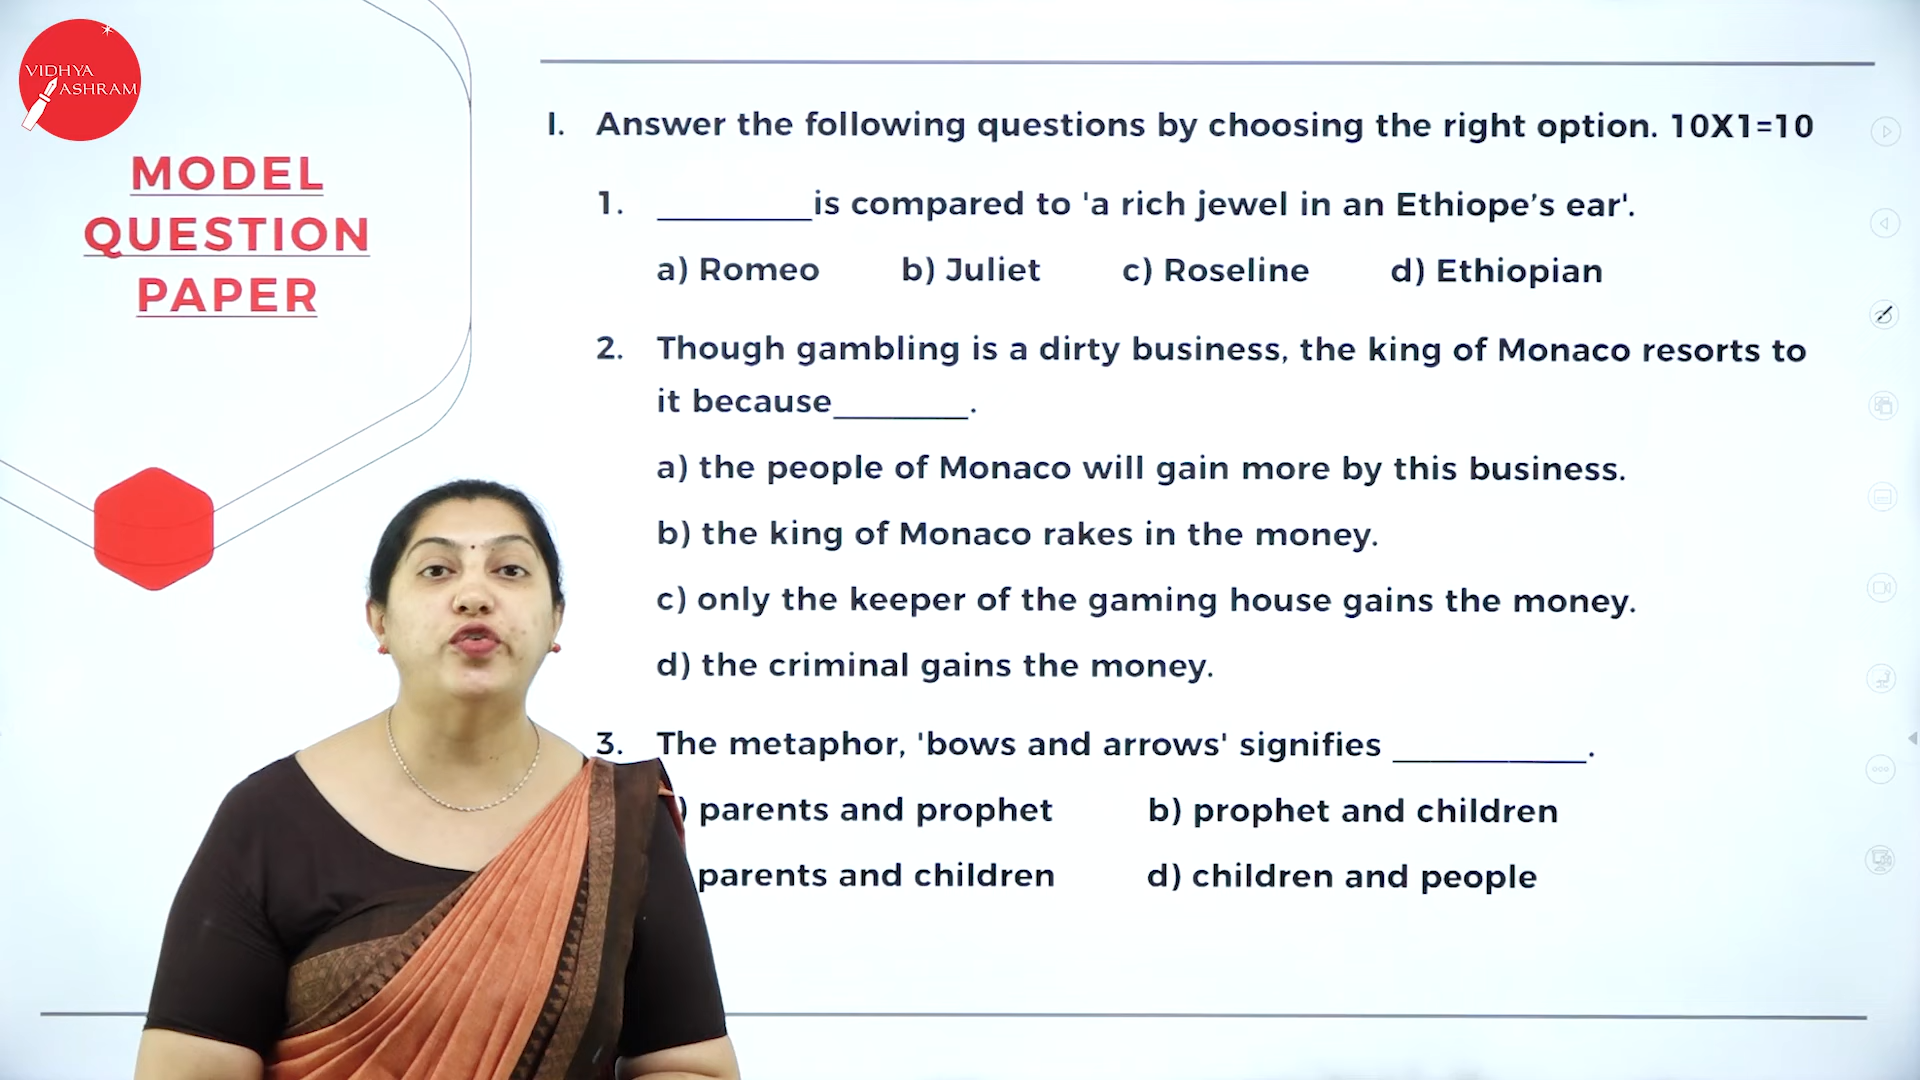 VIDHYA
ASHRAM
MODEL
QUESTION
PAPER
I. Answer the following questions by choosing the right option. 10X1=10
1. __________is compared to 'a rich jewel in an Ethiope’s ear'.
a) Romeo b) Juliet c) Roseline d) Ethiopian
2. Though gambling is a dirty business, the king of Monaco resorts to
it because________.
a) the people of Monaco will gain more by this business.
b) the king of Monaco rakes in the money.
c) only the keeper of the gaming house gains the money.
d) the criminal gains the money.
3. The metaphor, 'bows and arrows' signifies ____________.
) parents and prophet b) prophet and children
parents and children d) children and people